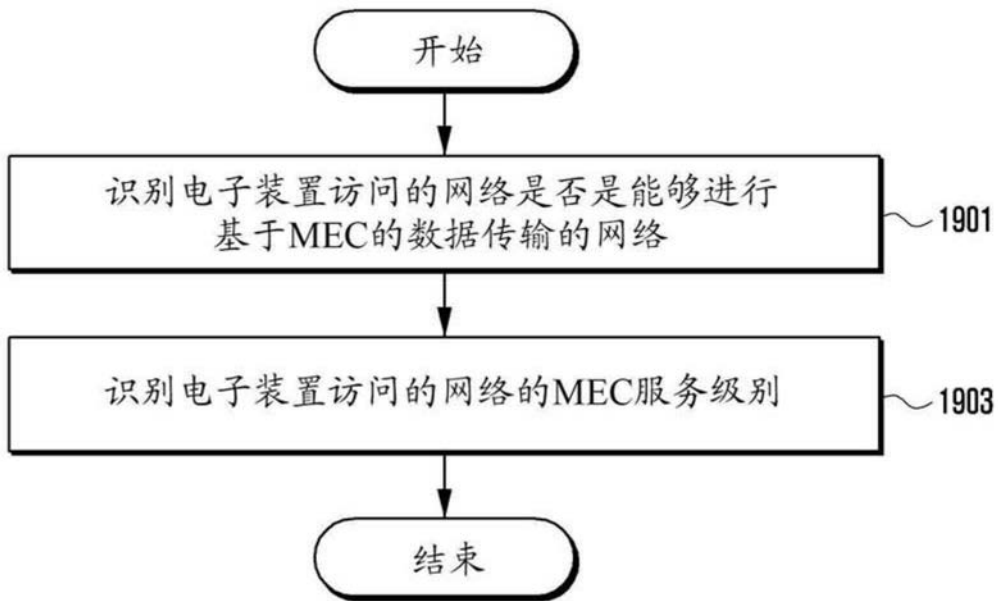 开始
识别电子装置访问的网络是否是能够进行
基于MEC的数据传输的网络
1901
识别电子装置访问的网络的MEC服务级别
1903
结束